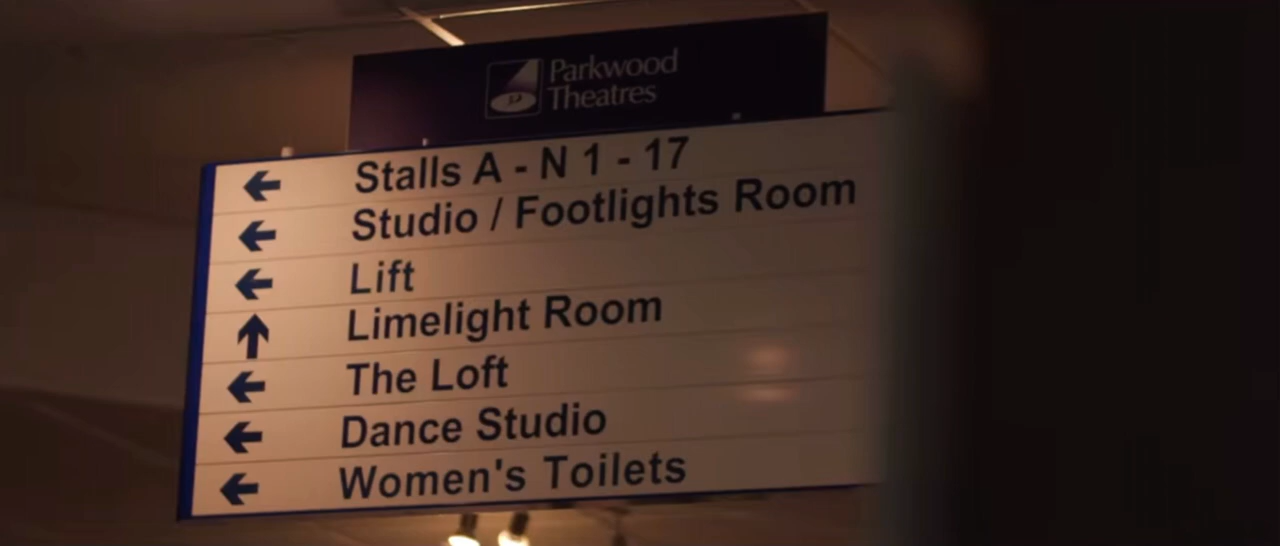 Parkwood
Theatres
Stalls A - N 1 - 17
Studio / Footlights Room
Lift
Limelight Room
The Loft
Dance Studio
Women's Toilets